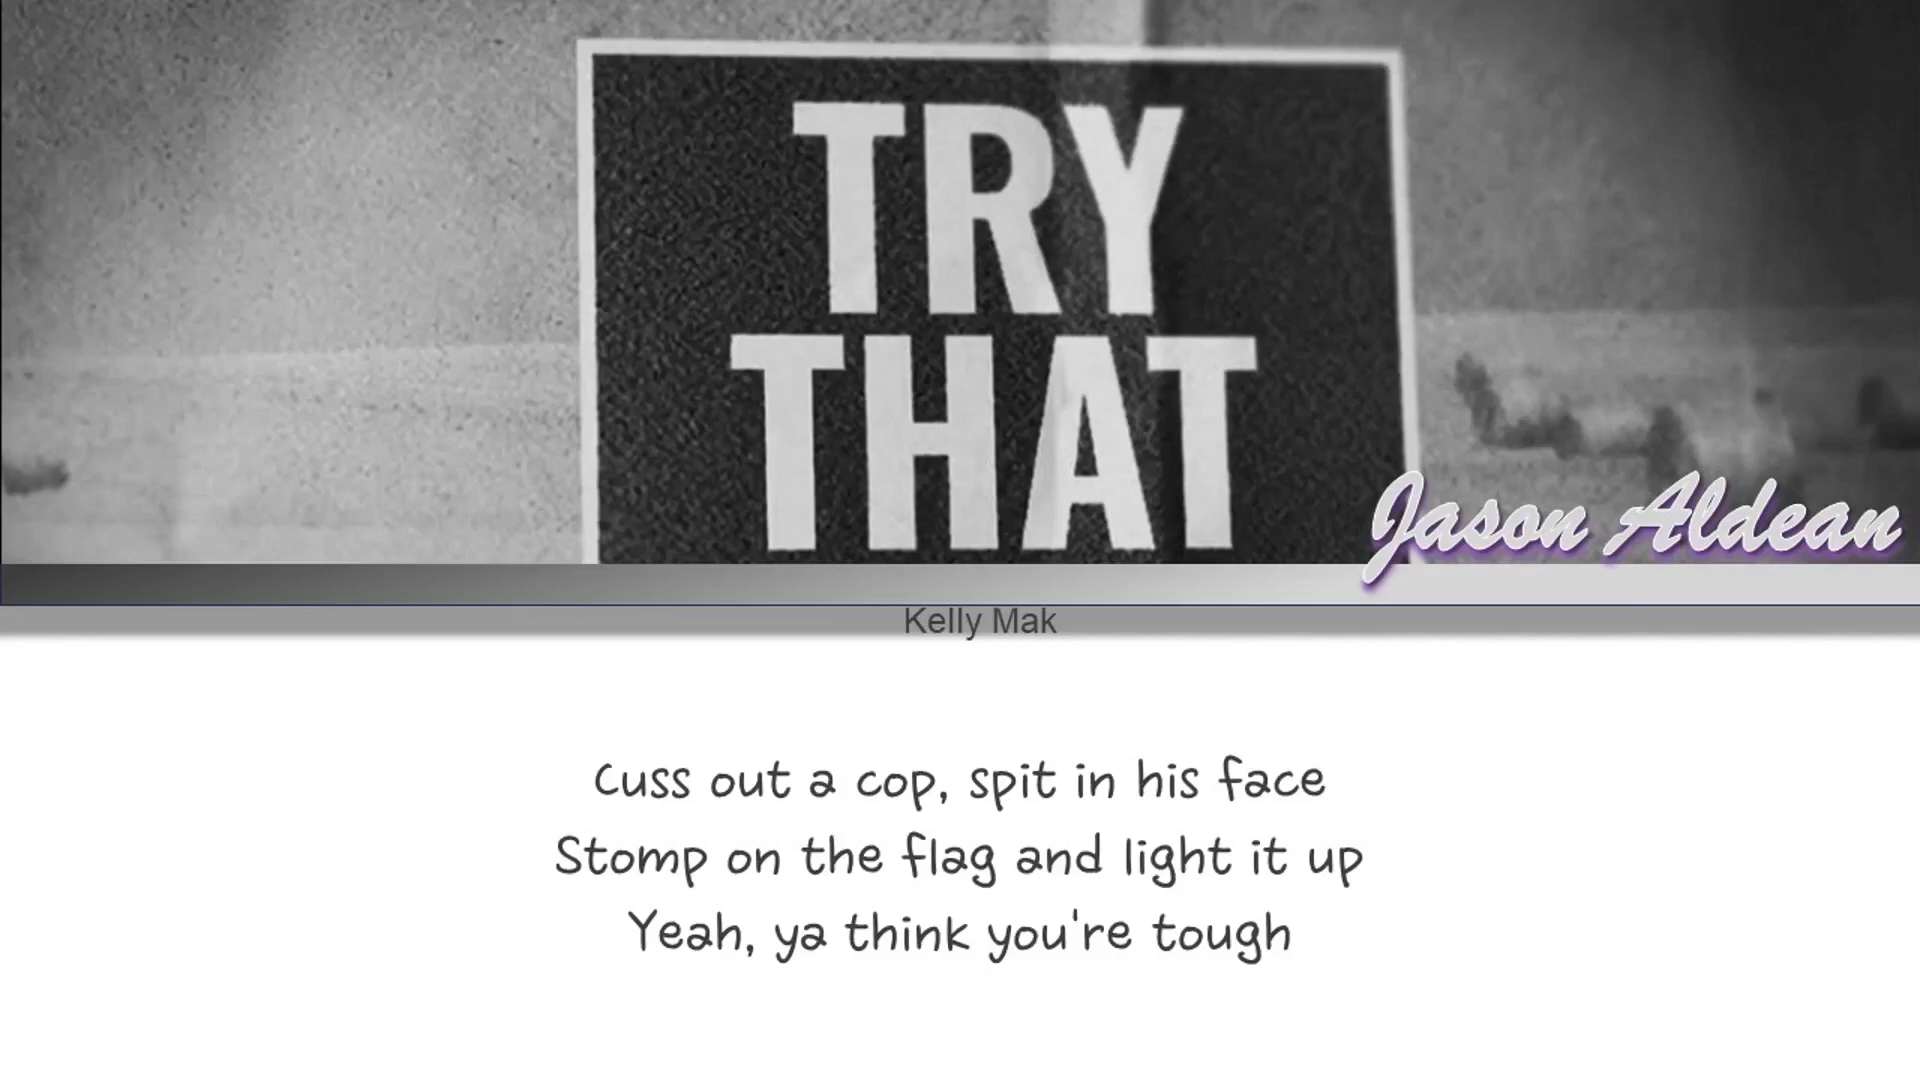 TRY
THAT
Jason Aldean
Kelly Mak
Cuss out a cop, spit in his face
Stomp on the flag and light it up
Yeah, ya think you're tough